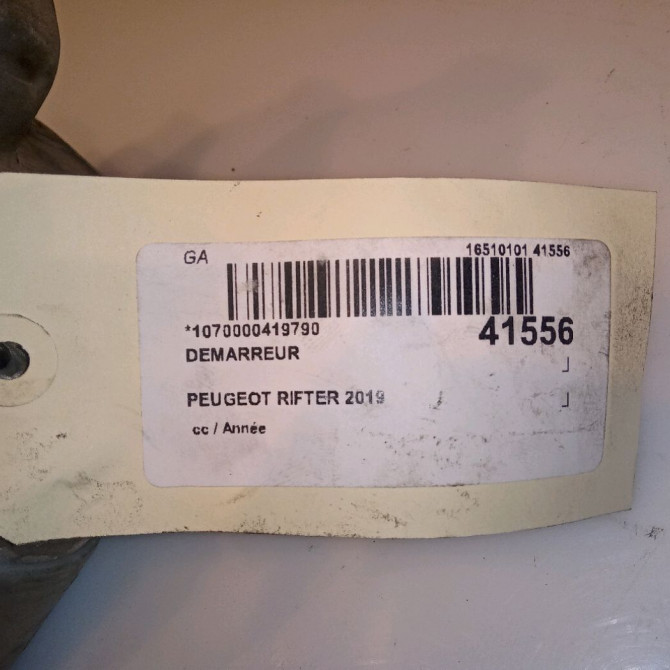 GA
16510101 41556
*1070000419790
41556
DEMARREUR
PEUGEOT RIFTER 2019
cc / Année